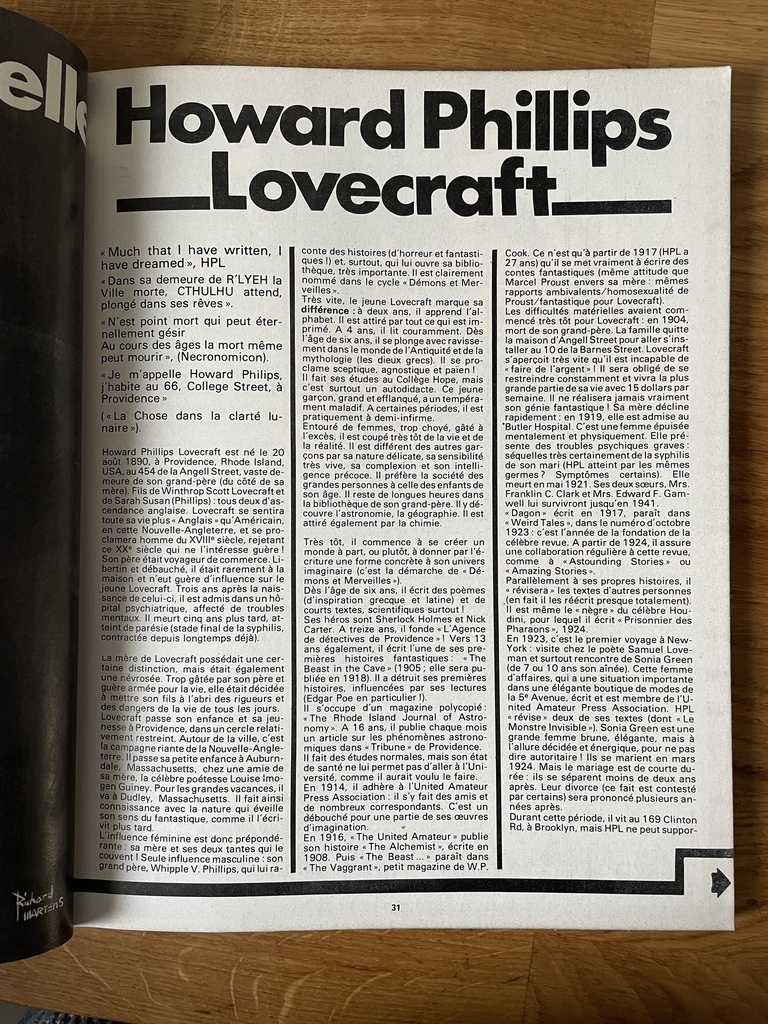 elle
Richard
MARTENS
Howard Phillips
Lovecraft
« Much that I have written, I
have dreamed », HPL
« Dans sa demeure de R'LYEH la
Ville morte, CTHULHU attend,
plongé dans ses rêves ».
« N'est point mort qui peut éter-
nellement gésir
Au cours des âges la mort même
peut mourir », (Necronomicon).
« Je m'appelle Howard Philips,
j'habite au 66, College Street, à
Providence »
(« La Chose dans la clarté lu-
naire »).
Howard Phillips Lovecraft est né le 20
août 1890, à Providence, Rhode Island,
USA, au 454 de la Angell Street, vaste de-
meure de son grand-père (du côté de sa
mère). Fils de Winthrop Scott Lovecraft et
de Sarah Susan (Phillips) : tous deux d'as-
cendance anglaise. Lovecraft se sentira
toute sa vie plus « Anglais » qu'Américain,
en cette Nouvelle-Angleterre, et se pro-
clamera homme du XVIIIe siècle, rejetant
ce XXe siècle qui ne l'intéresse guère !
Son père était voyageur de commerce. Li-
bertin et débauché, il était rarement à la
maison et n'eut guère d'influence sur le
jeune Lovecraft. Trois ans après la nais-
sance de celui-ci, il est admis dans un hô-
pital psychiatrique, affecté de troubles
mentaux. Il meurt cinq ans plus tard, at-
teint de parésie (stade final de la syphilis,
contractée depuis longtemps déjà).
La mère de Lovecraft possédait une cer-
taine distinction, mais était également
une névrosée. Trop gâtée par son père et
guère armée pour la vie, elle était décidée
à mettre son fils à l'abri des rigueurs et
des dangers de la vie de tous les jours.
Lovecraft passe son enfance et sa jeu-
nesse à Providence, dans un cercle relati-
vement restreint. Autour de la ville, c'est
la campagne riante de la Nouvelle-Angle-
terre. Il passe sa petite enfance à Auburn-
dale, Massachusetts, chez une amie de
sa mère, la célèbre poétesse Louise Imo-
gen Guiney. Pour les grandes vacances, il
va à Dudley, Massachusetts. Il fait ainsi
connaissance avec la nature qui éveille
son sens du fantastique, comme il l'écri-
vit plus tard.
L'influence féminine est donc prépondé-
rante : sa mère et ses deux tantes qui le
couvent ! Seule influence masculine : son
grand père, Whipple V. Phillips, qui lui ra-
conte des histoires (d'horreur et fantasti-
ques !) et, surtout, qui lui ouvre sa biblio-
thèque, très importante. Il est clairement
nommé dans le cycle « Démons et Mer-
veilles ».
Très vite, le jeune Lovecraft marque sa
différence : à deux ans, il apprend l'al-
phabet. Il est attiré par tout ce qui est im-
primé. A 4 ans, il lit couramment. Dès
l'âge de six ans, il se plonge avec ravisse-
ment dans le monde de l'Antiquité et de la
mythologie (les dieux grecs). Il se pro-
clame sceptique, agnostique et païen !
Il fait ses études au Collège Hope, mais
c'est surtout un autodidacte. Ce jeune
garçon, grand et efflanqué, a un tempéra-
ment maladif. A certaines périodes, il est
pratiquement à demi-infirme.
Entouré de femmes, trop choyé, gâté à
l'excès, il est coupé très tôt de la vie et de
la réalité. Il est différent des autres gar-
çons par sa nature délicate, sa sensibilité
très vive, sa complexion et son intelli-
gence précoce. Il préfère la société des
grandes personnes à celle des enfants de
son âge. Il reste de longues heures dans
la bibliothèque de son grand-père. Il y dé-
couvre l'astronomie, la géographie. Il est
attiré également par la chimie.
Très tôt, il commence à se créer un
monde à part, ou plutôt, à donner par l'é-
criture une forme concrète à son univers
imaginaire (c'est la démarche de « Dé-
mons et Merveilles »).
Dès l'âge de six ans, il écrit des poèmes
(d'inspiration grecque et latine) et de
courts textes, scientifiques surtout !
Ses héros sont Sherlock Holmes et Nick
Carter. A treize ans, il fonde « L'Agence
de détectives de Providence » ! Vers 13
ans également, il écrit l'une de ses pre-
mières histoires fantastiques : « The
Beast in the Cave » (1905 ; elle sera pu-
bliée en 1918). Il a détruit ses premières
histoires, influencées par ses lectures
(Edgar Poe en particulier !).
Il s'occupe d'un magazine polycopié :
« The Rhode Island Journal of Astro-
nomy ». A 16 ans, il publie chaque mois
un article sur les phénomènes astrono-
miques dans « Tribune » de Providence.
Il fait des études normales, mais son état
de santé ne lui permet pas d'aller à l'Uni-
versité, comme il aurait voulu le faire.
En 1914, il adhère à l'United Amateur
Press Association : il s'y fait des amis et
de nombreux correspondants. C'est un
débouché pour une partie de ses œuvres
d'imagination.
En 1916, « The United Amateur » publie
son histoire « The Alchemist », écrite en
1908. Puis « The Beast ... » paraît dans
« The Vaggrant », petit magazine de W.P.
Cook. Ce n'est qu'à partir de 1917 (HPL a
27 ans) qu'il se met vraiment à écrire des
contes fantastiques (même attitude que
Marcel Proust envers sa mère : mêmes
rapports ambivalents/homosexualité de
Proust/fantastique pour Lovecraft).
Les difficultés matérielles avaient com-
mencé très tôt pour Lovecraft : en 1904,
mort de son grand-père. La famille quitte
la maison d'Angell Street pour aller s'ins-
taller au 10 de la Barnes Street. Lovecraft
s'aperçoit très vite qu'il est incapable de
« faire de l'argent » ! Il sera obligé de se
restreindre constamment et vivra la plus
grande partie de sa vie avec 15 dollars par
semaine. Il ne réalisera jamais vraiment
son génie fantastique ! Sa mère décline
rapidement : en 1919, elle est admise au
Butler Hospital. C'est une femme épuisée
mentalement et physiquement. Elle pré-
sente des troubles psychiques graves :
séquelles très certainement de la syphilis
de son mari (HPL atteint par les mêmes
germes ? Symptômes certains). Elle
meurt en mai 1921. Ses deux sœurs, Mrs.
Franklin C. Clark et Mrs. Edward F. Gam-
well lui survivront jusqu'en 1941.
« Dagon » écrit en 1917, paraît dans
« Weird Tales », dans le numéro d'octobre
1923 : c'est l'année de la fondation de la
célèbre revue. A partir de 1924, il assure
une collaboration régulière à cette revue,
comme à « Astounding Stories » ou
« Amazing Stories ».
Parallèlement à ses propres histoires, il
« révisera » les textes d'autres personnes
(en fait il les réécrit presque totalement).
Il est même le « nègre » du célèbre Hou-
dini, pour lequel il écrit « Prisonnier des
Pharaons », 1924.
En 1923, c'est le premier voyage à New-
York : visite chez le poète Samuel Love-
man et surtout rencontre de Sonia Green
(de 7 ou 10 ans son aînée). Cette femme
d'affaires, qui a une situation importante
dans une élégante boutique de modes de
la 5e Avenue, écrit et est membre de l'U-
nited Amateur Press Association. HPL
« révise » deux de ses textes (dont « Le
Monstre Invisible »). Sonia Green est une
grande femme brune, élégante, mais à
l'allure décidée et énergique, pour ne pas
dire autoritaire ! Ils se marient en mars
1924. Mais le mariage est de courte du-
rée : ils se séparent moins de deux ans
après. Leur divorce (ce fait est contesté
par certains) sera prononcé plusieurs an-
nées après.
Durant cette période, il vit au 169 Clinton
Rd, à Brooklyn, mais HPL ne peut suppor-
31